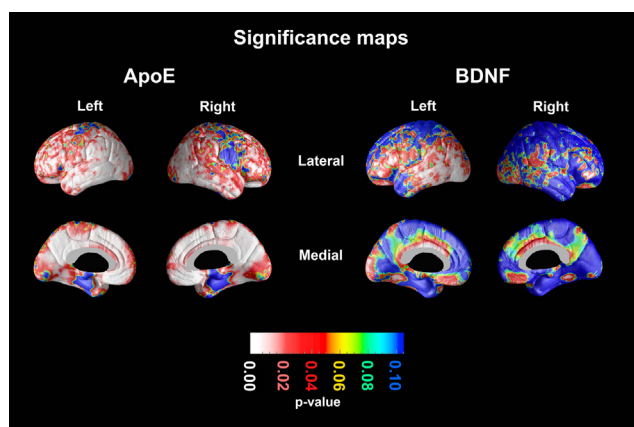 Significance maps
ApoE
BDNF
Left
Right
Left
Right
Lateral
Medial
0.00
0.02
0.04
0.06
0.08
0.10
p-value